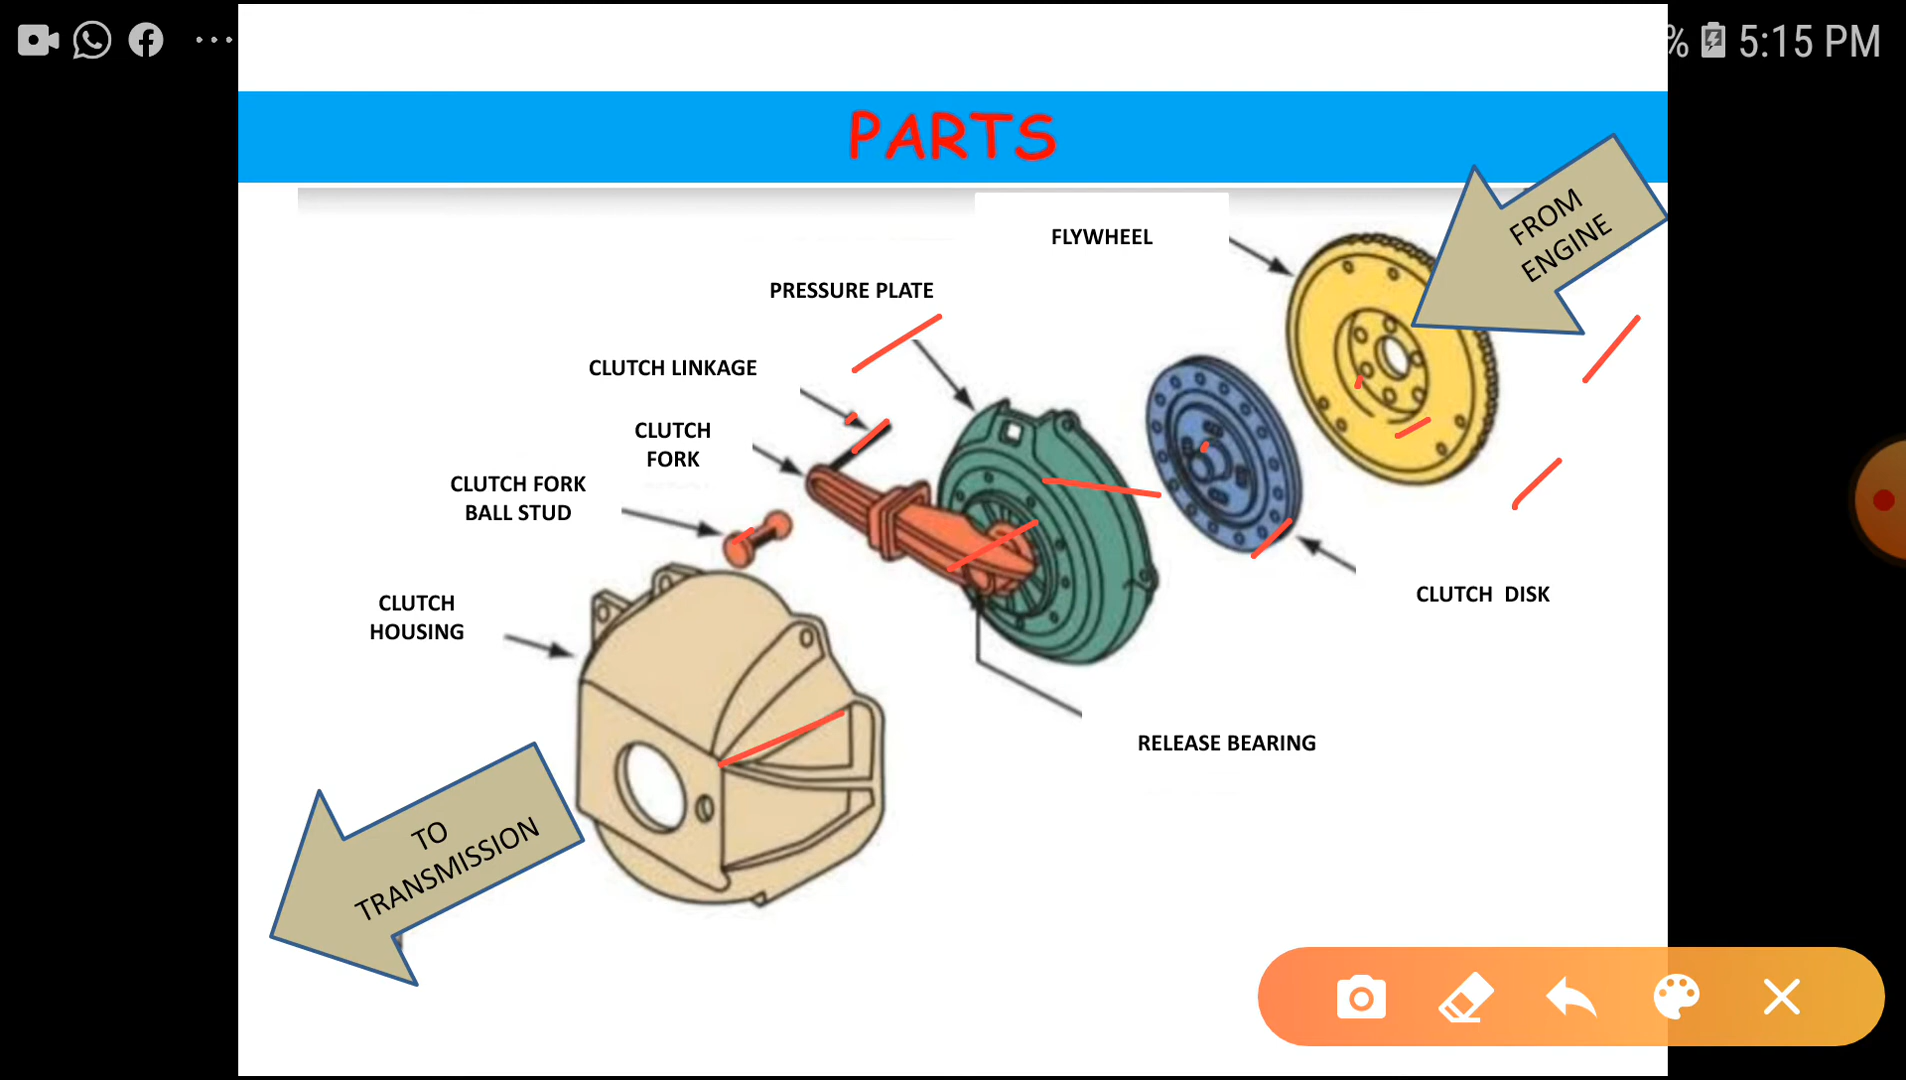 % 5:15 PM
PARTS
FROM
ENGINE
FLYWHEEL
PRESSURE PLATE
CLUTCH LINKAGE
CLUTCH
FORK
CLUTCH FORK
BALL STUD
CLUTCH
HOUSING
CLUTCH DISK
RELEASE BEARING
TO
TRANSMISSION